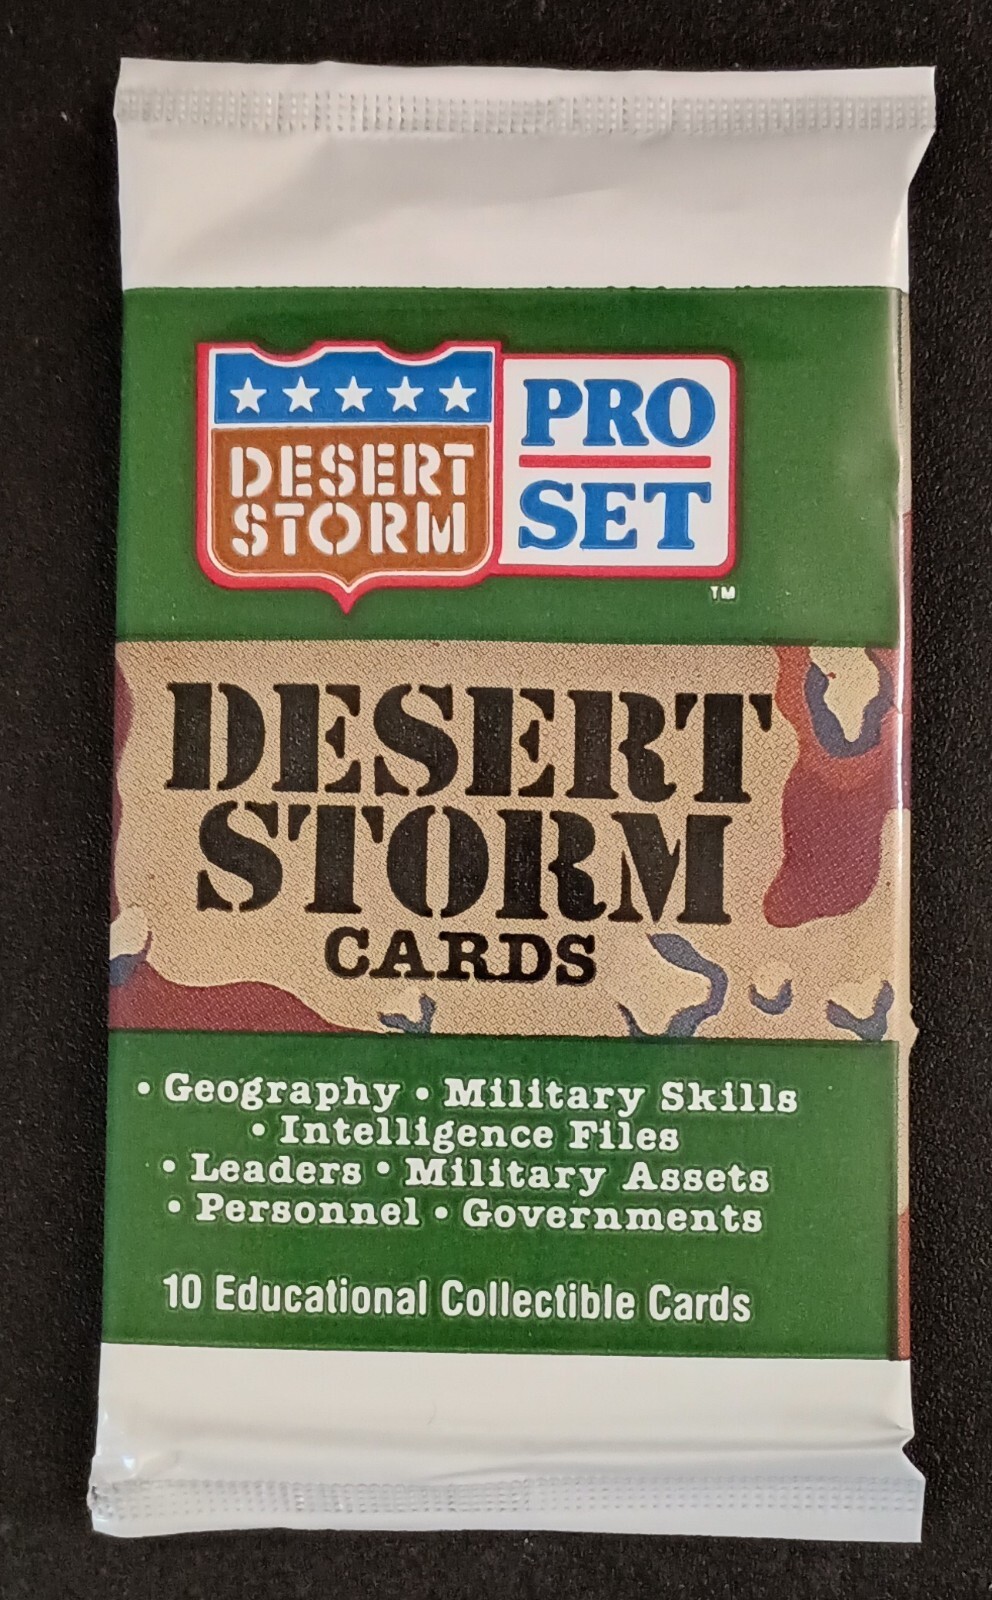 DESERT
STORM
PRO
SET
TM
DESERT
STORM
CARDS
• Geography • Military Skills
• Intelligence Files
• Leaders • Military Assets
• Personnel • Governments
10 Educational Collectible Cards